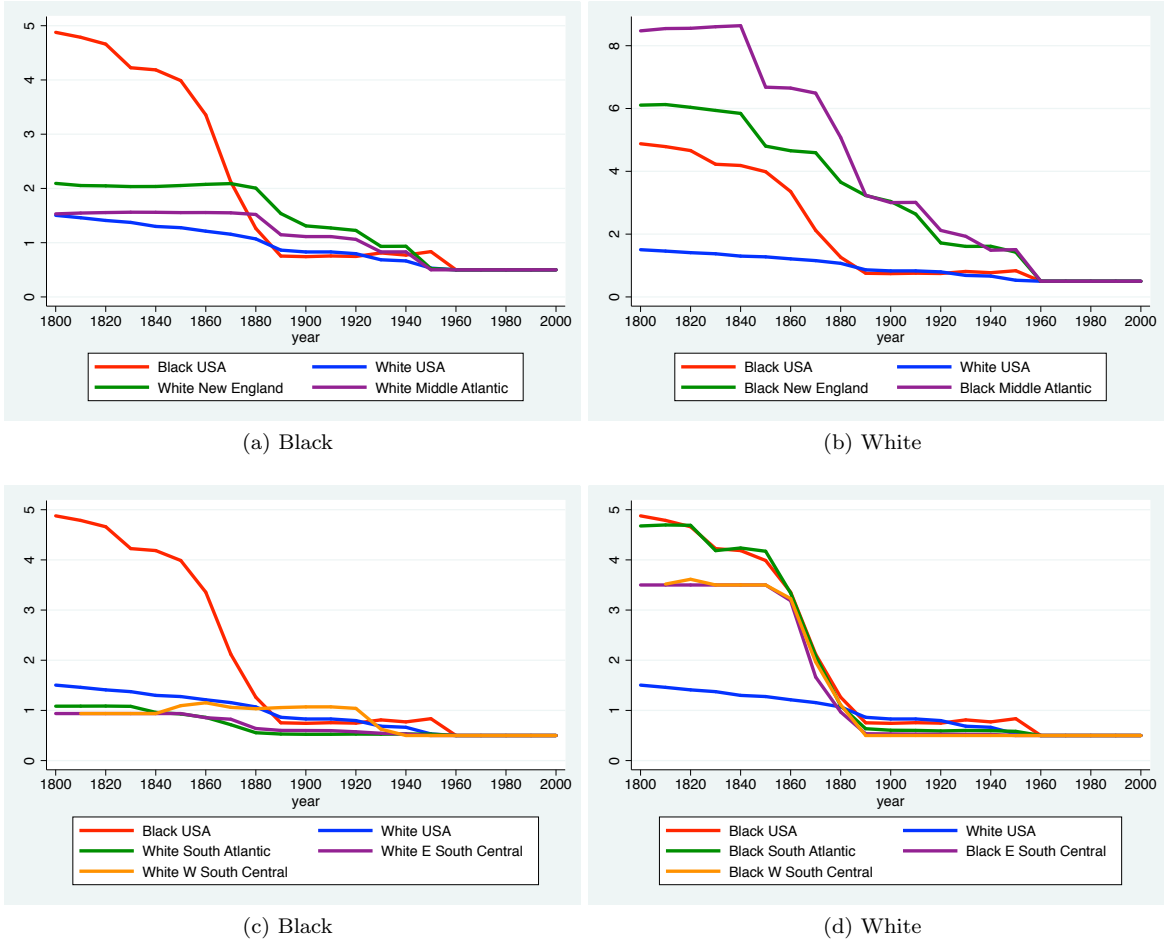 5
4
3
2
1
0
1800 1820 1840 1860 1880 1900 1920 1940 1960 1980 2000
year
Black USA White USA
White New England White Middle Atlantic
(a) Black
8
6
4
2
0
1800 1820 1840 1860 1880 1900 1920 1940 1960 1980 2000
year
Black USA White USA
Black New England Black Middle Atlantic
(b) White
5
4
3
2
1
0
1800 1820 1840 1860 1880 1900 1920 1940 1960 1980 2000
year
Black USA White USA
White South Atlantic White E South Central
White W South Central
(c) Black
5
4
3
2
1
0
1800 1820 1840 1860 1880 1900 1920 1940 1960 1980 2000
year
Black USA White USA
Black South Atlantic Black E South Central
Black W South Central
(d) White